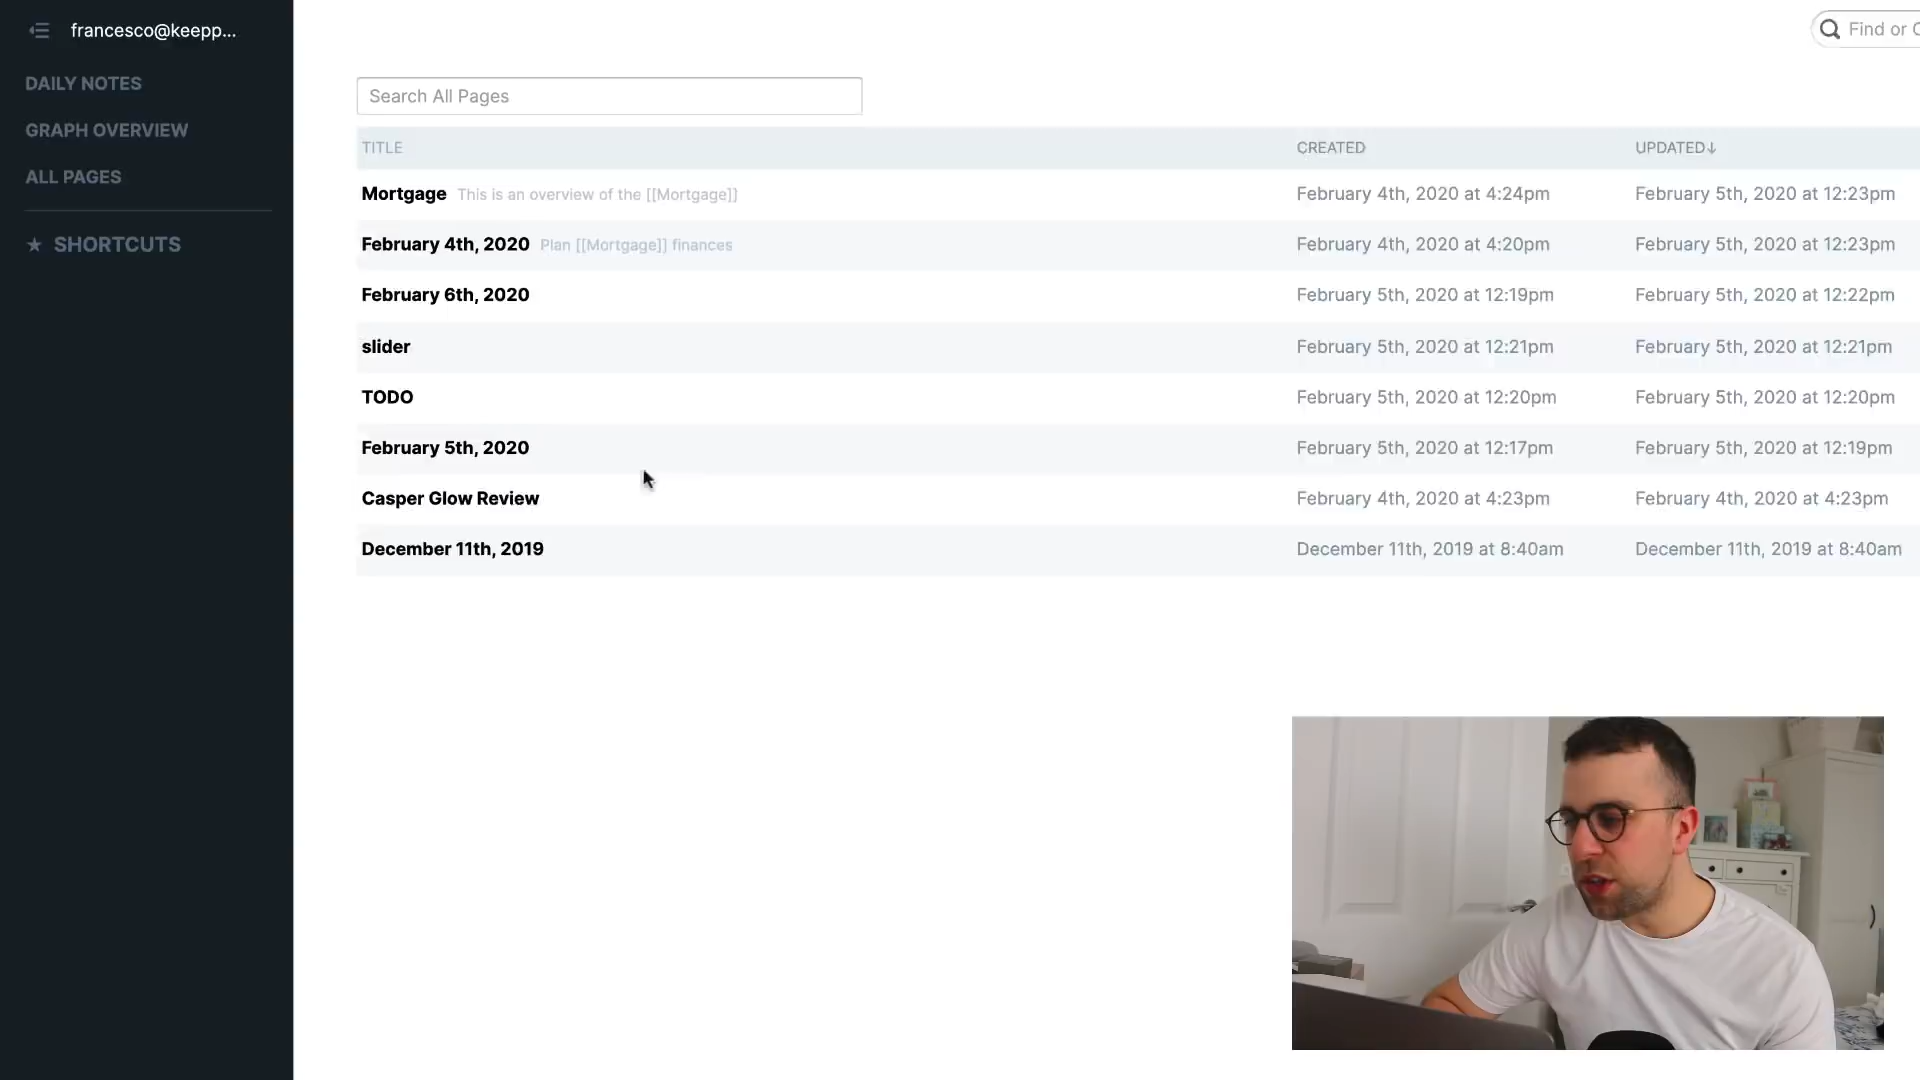 francesco@keepp...
DAILY NOTES
GRAPH OVERVIEW
ALL PAGES
★ SHORTCUTS
Find or C
Search All Pages
TITLE CREATED UPDATED↓
Mortgage This is an overview of the [[Mortgage]] February 4th, 2020 at 4:24pm February 5th, 2020 at 12:23pm
February 4th, 2020 Plan [[Mortgage]] finances February 4th, 2020 at 4:20pm February 5th, 2020 at 12:23pm
February 6th, 2020 February 5th, 2020 at 12:19pm February 5th, 2020 at 12:22pm
slider February 5th, 2020 at 12:21pm February 5th, 2020 at 12:21pm
TODO February 5th, 2020 at 12:20pm February 5th, 2020 at 12:20pm
February 5th, 2020 February 5th, 2020 at 12:17pm February 5th, 2020 at 12:19pm
Casper Glow Review February 4th, 2020 at 4:23pm February 4th, 2020 at 4:23pm
December 11th, 2019 December 11th, 2019 at 8:40am December 11th, 2019 at 8:40am